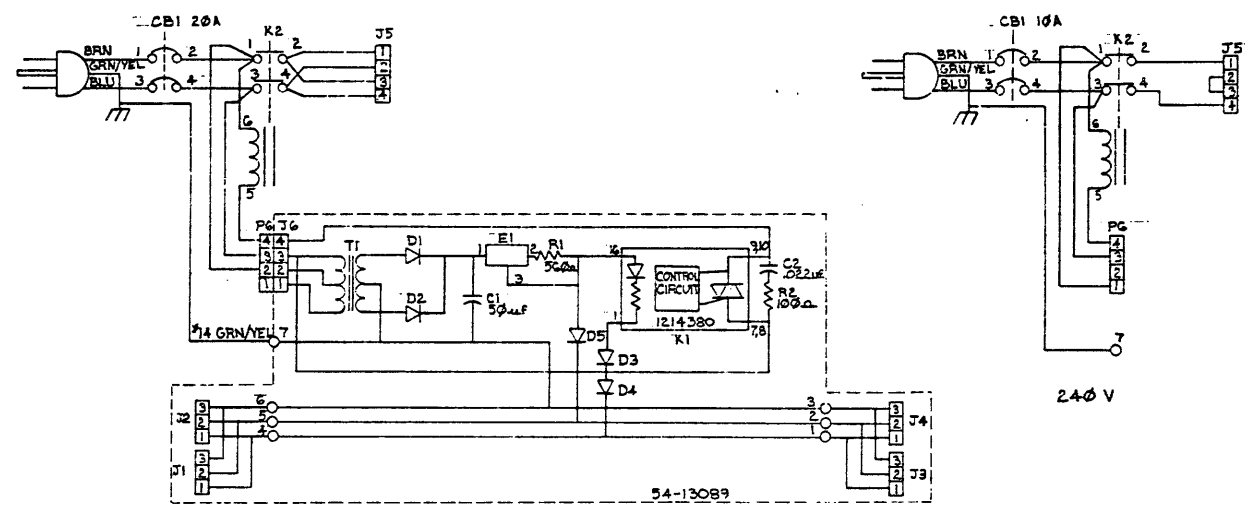 CB1 20A
K2
J5
BRN
GRN/YEL
BLU
1
2
3
4
1
2
3
4
1
2
3
4
6
5
P6 J6
4 4
3 3
2 2
1 1
T1
D1
D2
1
E1
2
3
R1
560Ω
C1
50uF
D5
16
1
CONTROL
CIRCUIT
1214380
K1
9,10
7,8
C2
.022uF
R2
100Ω
D3
D4
#14 GRN/YEL 7
J2
3
2
1
6
5
4
J1
3
2
1
3
2
1
3
2
1
J4
3
2
1
J3
54-13089
CB1 10A
K2
J5
BRN
GRN/YEL
BLU
1
2
3
4
1
2
3
4
1
2
3
4
6
5
P6
4
3
2
1
7
240 V